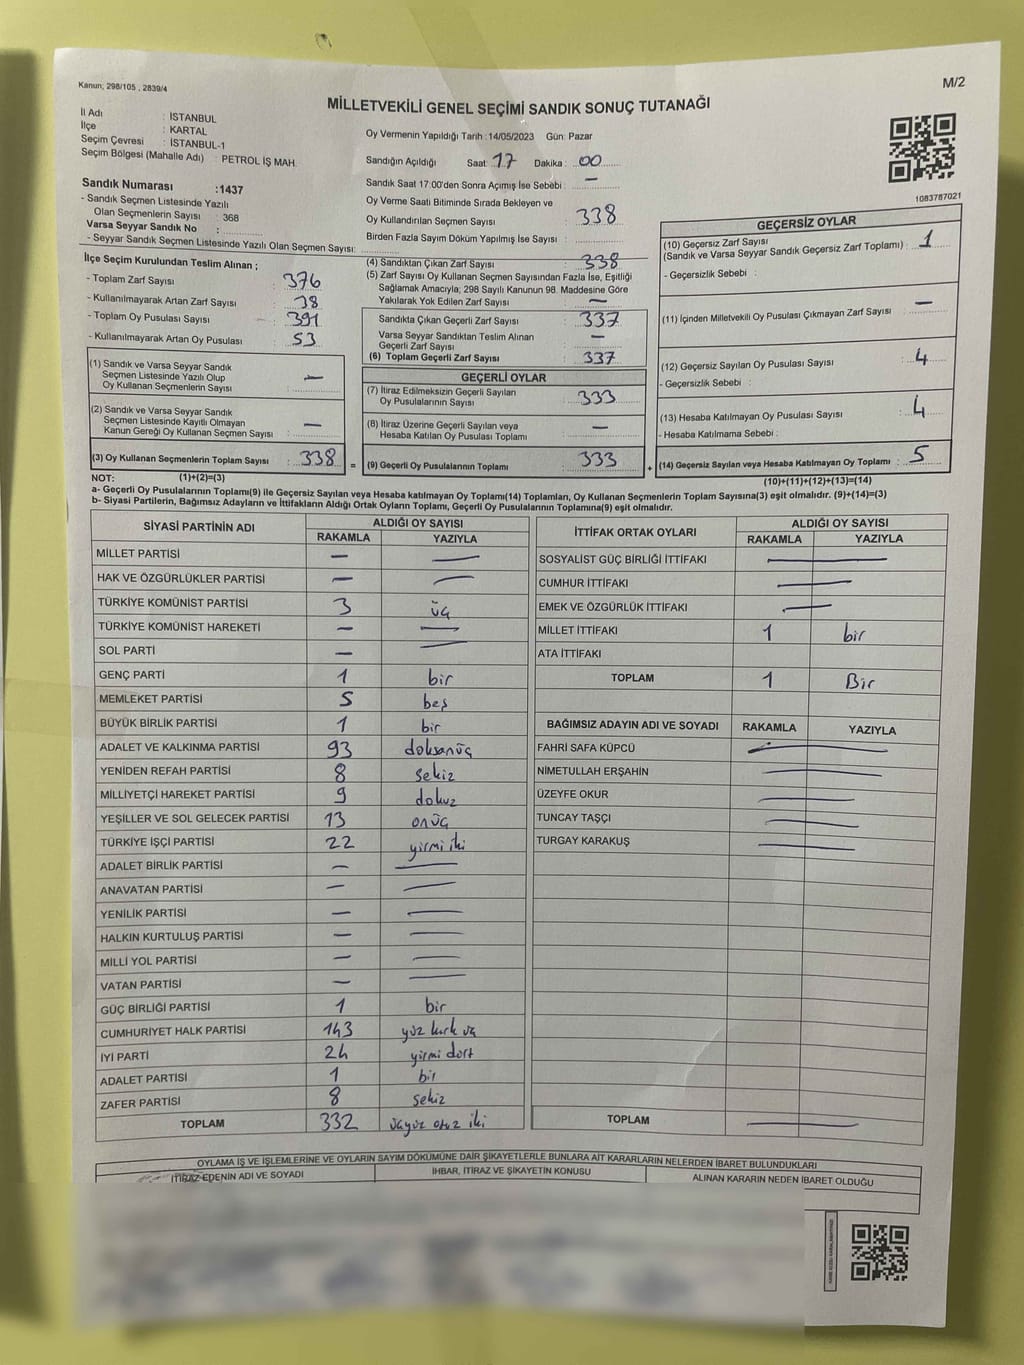 Kanun; 298/105 , 2839/4
M/2
MİLLETVEKİLİ GENEL SEÇİMİ SANDIK SONUÇ TUTANAĞI
İl Adı : İSTANBUL
İlçe : KARTAL
Seçim Çevresi : İSTANBUL-1
Seçim Bölgesi (Mahalle Adı) : PETROL İŞ MAH.
Sandık Numarası :1437
- Sandık Seçmen Listesinde Yazılı
Olan Seçmenlerin Sayısı : 368
Varsa Seyyar Sandık No :
- Seyyar Sandık Seçmen Listesinde Yazılı Olan Seçmen Sayısı:
İlçe Seçim Kurulundan Teslim Alınan ;
- Toplam Zarf Sayısı : 376
- Kullanılmayarak Artan Zarf Sayısı : 38
- Toplam Oy Pusulası Sayısı : 391
- Kullanılmayarak Artan Oy Pusulası : 53
(1) Sandık ve Varsa Seyyar Sandık
Seçmen Listesinde Yazılı Olup
Oy Kullanan Seçmenlerin Sayısı : —
(2) Sandık ve Varsa Seyyar Sandık
Seçmen Listesinde Kayıtlı Olmayan
Kanun Gereği Oy Kullanan Seçmen Sayısı : —
(3) Oy Kullanan Seçmenlerin Toplam Sayısı : 338
Oy Vermenin Yapıldığı Tarih :14/05/2023 Gün: Pazar
Sandığın Açıldığı Saat: 17 Dakika : 00
Sandık Saat 17:00'den Sonra Açımış İse Sebebi : —
Oy Verme Saati Bitiminde Sırada Bekleyen ve
Oy Kullandırılan Seçmen Sayısı : 338
Birden Fazla Sayım Döküm Yapılmış İse Sayısı :
(4) Sandıktan Çıkan Zarf Sayısı : 338
(5) Zarf Sayısı Oy Kullanan Seçmen Sayısından Fazla İse, Eşitliği
Sağlamak Amacıyla; 298 Sayılı Kanunun 98. Maddesine Göre
Yakılarak Yok Edilen Zarf Sayısı : —
Sandıkta Çıkan Geçerli Zarf Sayısı : 337
Varsa Seyyar Sandıktan Teslim Alınan
Geçerli Zarf Sayısı : —
(6) Toplam Geçerli Zarf Sayısı : 337
GEÇERLİ OYLAR
(7) İtiraz Edilmeksizin Geçerli Sayılan
Oy Pusulalarının Sayısı : 333
(8) İtiraz Üzerine Geçerli Sayılan veya
Hesaba Katılan Oy Pusulası Toplamı : —
= (9) Geçerli Oy Pusulalarının Toplamı : 333
1083787021
GEÇERSİZ OYLAR
(10) Geçersiz Zarf Sayısı
(Sandık ve Varsa Seyyar Sandık Geçersiz Zarf Toplamı) : 1
- Geçersizlik Sebebi :
(11) İçinden Milletvekili Oy Pusulası Çıkmayan Zarf Sayısı : —
(12) Geçersiz Sayılan Oy Pusulası Sayısı : 4
- Geçersizlik Sebebi :
(13) Hesaba Katılmayan Oy Pusulası Sayısı : 4
- Hesaba Katılmama Sebebi :
+ (14) Geçersiz Sayılan veya Hesaba Katılmayan Oy Toplamı : 5
NOT: (1)+(2)=(3)
(10)+(11)+(12)+(13)=(14)
a- Geçerli Oy Pusulalarının Toplamı(9) ile Geçersiz Sayılan veya Hesaba katılmayan Oy Toplamı(14) Toplamları, Oy Kullanan Seçmenlerin Toplam Sayısına(3) eşit olmalıdır. (9)+(14)=(3)
b- Siyasi Partilerin, Bağımsız Adayların ve İttifakların Aldığı Ortak Oyların Toplamı, Geçerli Oy Pusulalarının Toplamına(9) eşit olmalıdır.
SİYASİ PARTİNİN ADI ALDIĞI OY SAYISI
RAKAMLA YAZIYLA
MİLLET PARTİSİ — —
HAK VE ÖZGÜRLÜKLER PARTİSİ — —
TÜRKİYE KOMÜNİST PARTİSİ 3 üç
TÜRKİYE KOMÜNİST HAREKETİ — —
SOL PARTİ — —
GENÇ PARTİ 1 bir
MEMLEKET PARTİSİ 5 beş
BÜYÜK BİRLİK PARTİSİ 1 bir
ADALET VE KALKINMA PARTİSİ 93 doksanüç
YENİDEN REFAH PARTİSİ 8 sekiz
MİLLİYETÇİ HAREKET PARTİSİ 9 dokuz
YEŞİLLER VE SOL GELECEK PARTİSİ 13 onüç
TÜRKİYE İŞÇİ PARTİSİ 22 yirmi iki
ADALET BİRLİK PARTİSİ — —
ANAVATAN PARTİSİ — —
YENİLİK PARTİSİ — —
HALKIN KURTULUŞ PARTİSİ — —
MİLLİ YOL PARTİSİ — —
VATAN PARTİSİ — —
GÜÇ BİRLİĞİ PARTİSİ 1 bir
CUMHURİYET HALK PARTİSİ 143 yüz kırk üç
İYİ PARTİ 24 yirmi dört
ADALET PARTİSİ 1 bir
ZAFER PARTİSİ 8 sekiz
TOPLAM 332 üçyüz otuz iki
İTTİFAK ORTAK OYLARI ALDIĞI OY SAYISI
RAKAMLA YAZIYLA
SOSYALİST GÜÇ BİRLİĞİ İTTİFAKI —
CUMHUR İTTİFAKI —
EMEK VE ÖZGÜRLÜK İTTİFAKI —
MİLLET İTTİFAKI 1 bir
ATA İTTİFAKI
TOPLAM 1 Bir
BAĞIMSIZ ADAYIN ADI VE SOYADI RAKAMLA YAZIYLA
FAHRİ SAFA KÜPCÜ —
NİMETULLAH ERŞAHİN —
ÜZEYFE OKUR —
TUNCAY TAŞÇI —
TURGAY KARAKUŞ —
TOPLAM —
OYLAMA İŞ VE İŞLEMLERİNE VE OYLARIN SAYIM DÖKÜMÜNE DAİR ŞİKAYETLERLE BUNLARA AİT KARARLARIN NELERDEN İBARET BULUNDUKLARI
İTİRAZ EDENİN ADI VE SOYADI İHBAR, İTİRAZ VE ŞİKAYETİN KONUSU ALINAN KARARIN NEDEN İBARET OLDUĞU